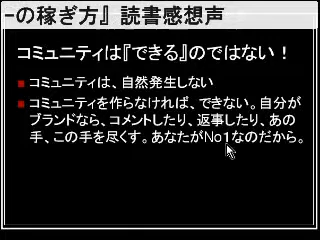 ｰの稼ぎ方』 読書感想声
コミュニティは『できる』のではない！
コミュニティは、自然発生しない
コミュニティを作らなければ、できない。自分が
ブランドなら、コメントしたり、返事したり、あの
手、この手を尽くす。あなたがNo1なのだから。